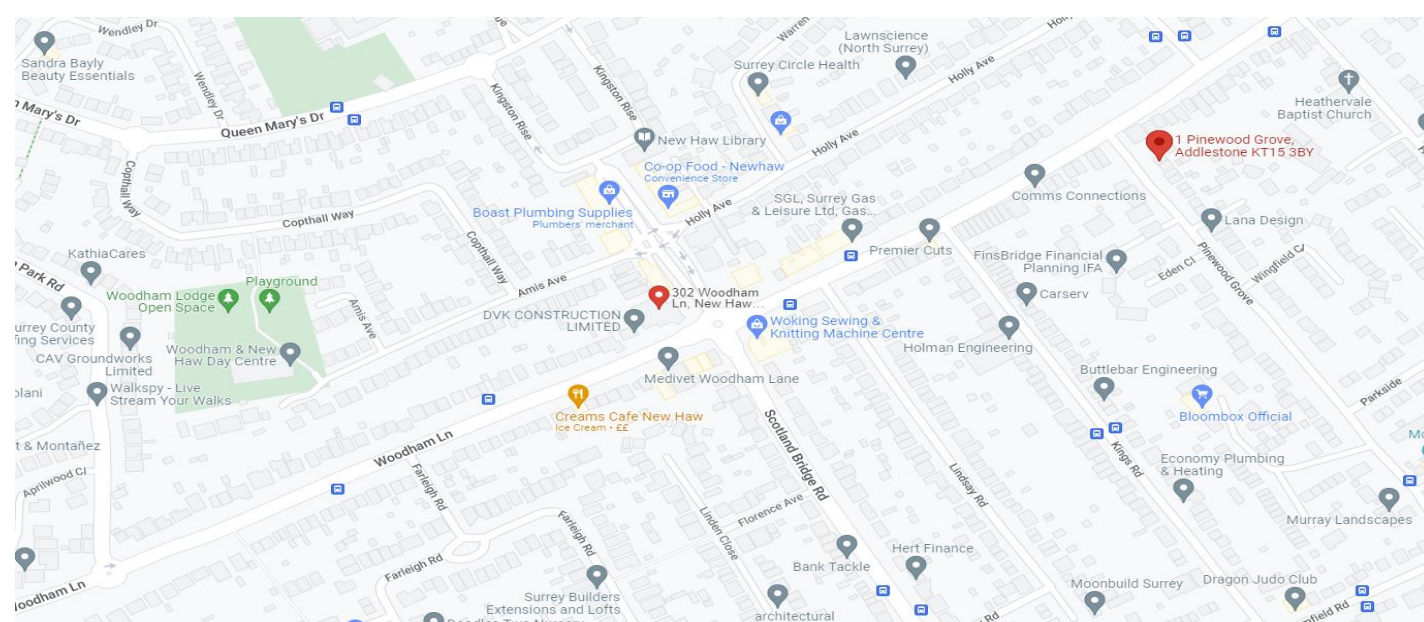 Wendley Dr
Warren
Holly
Lawnscience
(North Surrey)
Sandra Bayly
Beauty Essentials
Wendley Dr
Kingston Rise
Kingston Rise
Surrey Circle Health
Holly Ave
Heathervale
Baptist Church
Mary's Dr
Queen Mary's Dr
New Haw Library
Holly Ave
1 Pinewood Grove,
Addlestone KT15 3BY
Copthall Way
Co-op Food - Newhaw
Convenience Store
Comms Connections
Boast Plumbing Supplies
Plumbers' merchant
Holly Ave
SGL, Surrey Gas
& Leisure Ltd, Gas...
Copthall Way
Lana Design
KathiaCares
Copthall Way
Premier Cuts
FinsBridge Financial
Planning IFA
Pinewood Grove
Eden Cl
Wingfield Cl
Park Rd
Playground
Woodham Lodge
Open Space
Amis Ave
Amis Ave
302 Woodham
Ln, New Haw...
Carserv
DVK CONSTRUCTION
LIMITED
Woking Sewing &
Knitting Machine Centre
urrey County
fing Services
CAV Groundworks
Limited
Woodham & New
Haw Day Centre
Holman Engineering
Medivet Woodham Lane
Buttlebar Engineering
olani
Walkspy - Live
Stream Your Walks
Parkside
Creams Cafe New Haw
Ice Cream • ££
Bloombox Official
t & Montañez
Woodham Ln
Scotland Bridge Rd
Kings Rd
Aprilwood Cl
Farleigh Rd
Lindsay Rd
Economy Plumbing
& Heating
Linden Close
Florence Ave
Farleigh Rd
Murray Landscapes
Farleigh Rd
Bank Tackle
Hert Finance
Woodham Ln
Surrey Builders
Extensions and Lofts
Moonbuild Surrey
Dragon Judo Club
architectural
Rd
nfield Rd